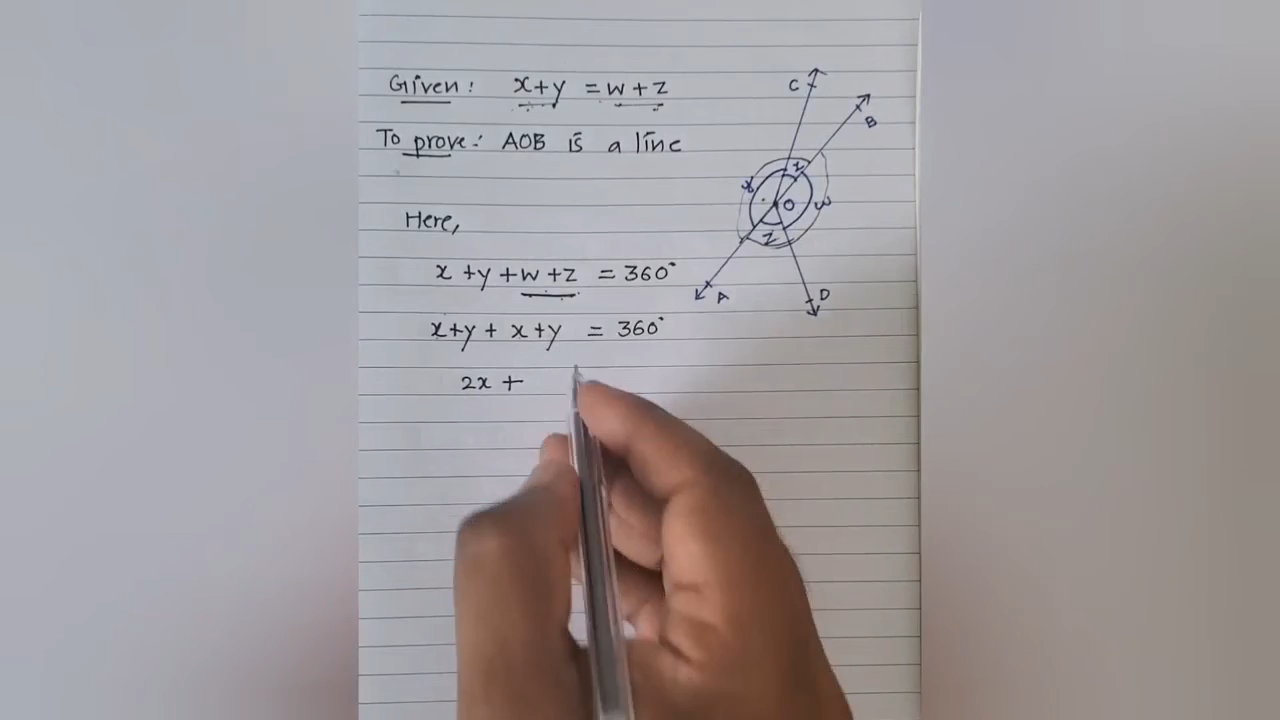 Given: x+y = w+z
To prove:- AOB is a line
Here,
x + y + w + z = 360°
x+y + x+y = 360°
2x +
C
B
x
O
w
z
A
D